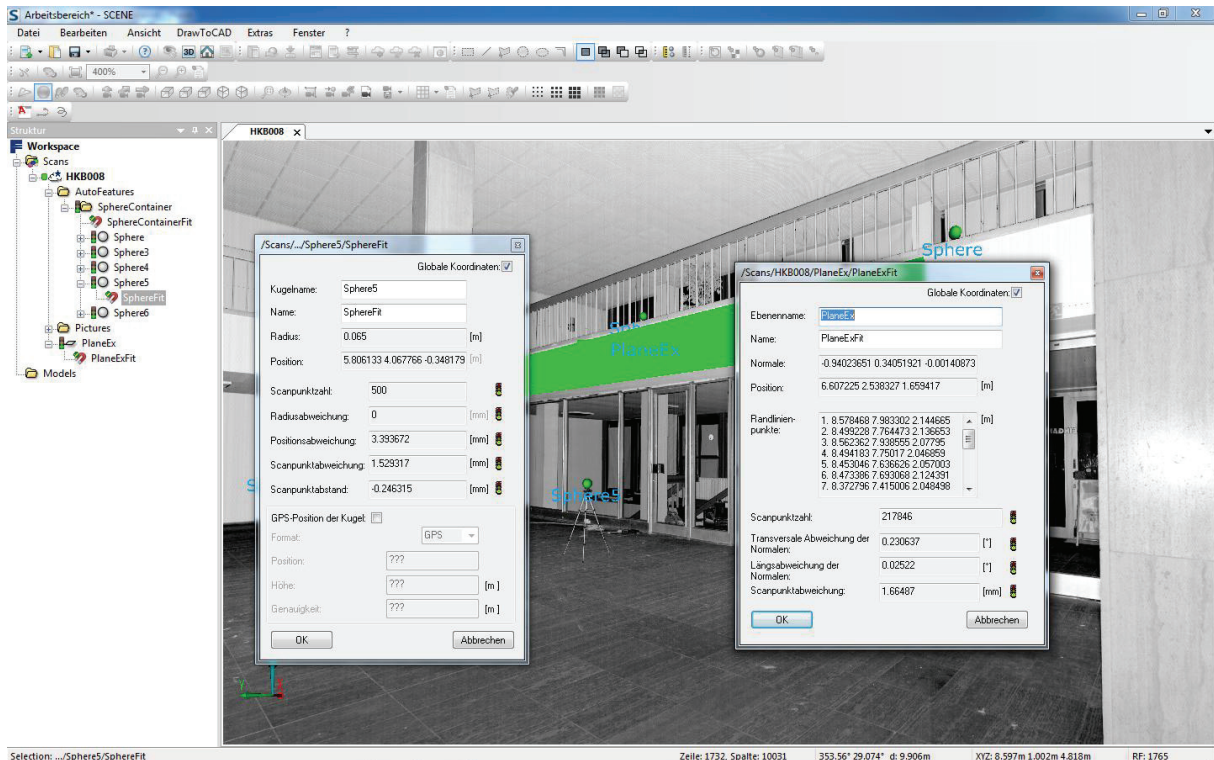 Arbeitsbereich* - SCENE
Datei Bearbeiten Ansicht DrawToCAD Extras Fenster ?
3D
400%
Struktur
HKB008
Workspace
Scans
HKB008
AutoFeatures
SphereContainer
SphereContainerFit
Sphere
Sphere3
Sphere4
Sphere5
SphereFit
Sphere6
Pictures
PlaneEx
PlaneExFit
Models
Sphere
PlaneEx
Sphere5
/Scans/.../Sphere5/SphereFit
Globale Koordinaten:
Kugelname: Sphere5
Name: SphereFit
Radius: 0.065 [m]
Position: 5.806133 4.067766 -0.348179 [m]
Scanpunktzahl: 500
Radiusabweichung: 0 [mm]
Positionsabweichung: 3.393672 [mm]
Scanpunktabweichung: 1.529317 [mm]
Scanpunktabstand: -0.246315 [mm]
GPS-Position der Kugel:
Format: GPS
Position: ???
Höhe: ??? [m]
Genauigkeit: ??? [m]
OK Abbrechen
/Scans/HKB008/PlaneEx/PlaneExFit
Globale Koordinaten:
Ebenenname: PlaneEx
Name: PlaneExFit
Normale: -0.94023651 0.34051921 -0.00140873
Position: 6.607225 2.538327 1.659417 [m]
Randlinien- 1. 8.578468 7.983302 2.144665 [m]
punkte: 2. 8.499228 7.764473 2.136653
3. 8.562362 7.938555 2.07795
4. 8.494183 7.75017 2.046859
5. 8.453046 7.636626 2.057003
6. 8.473386 7.693068 2.124391
7. 8.372796 7.415006 2.048498
Scanpunktzahl: 217846
Transversale Abweichung der 0.230637 [°]
Normalen:
Längsabweichung der 0.02522 [°]
Normalen:
Scanpunktabweichung: 1.66487 [mm]
OK Abbrechen
Selection: .../Sphere5/SphereFit Zeile: 1732, Spalte: 10031 353.56° 29.074° d: 9.906m XYZ: 8.597m 1.002m 4.818m RF: 1765